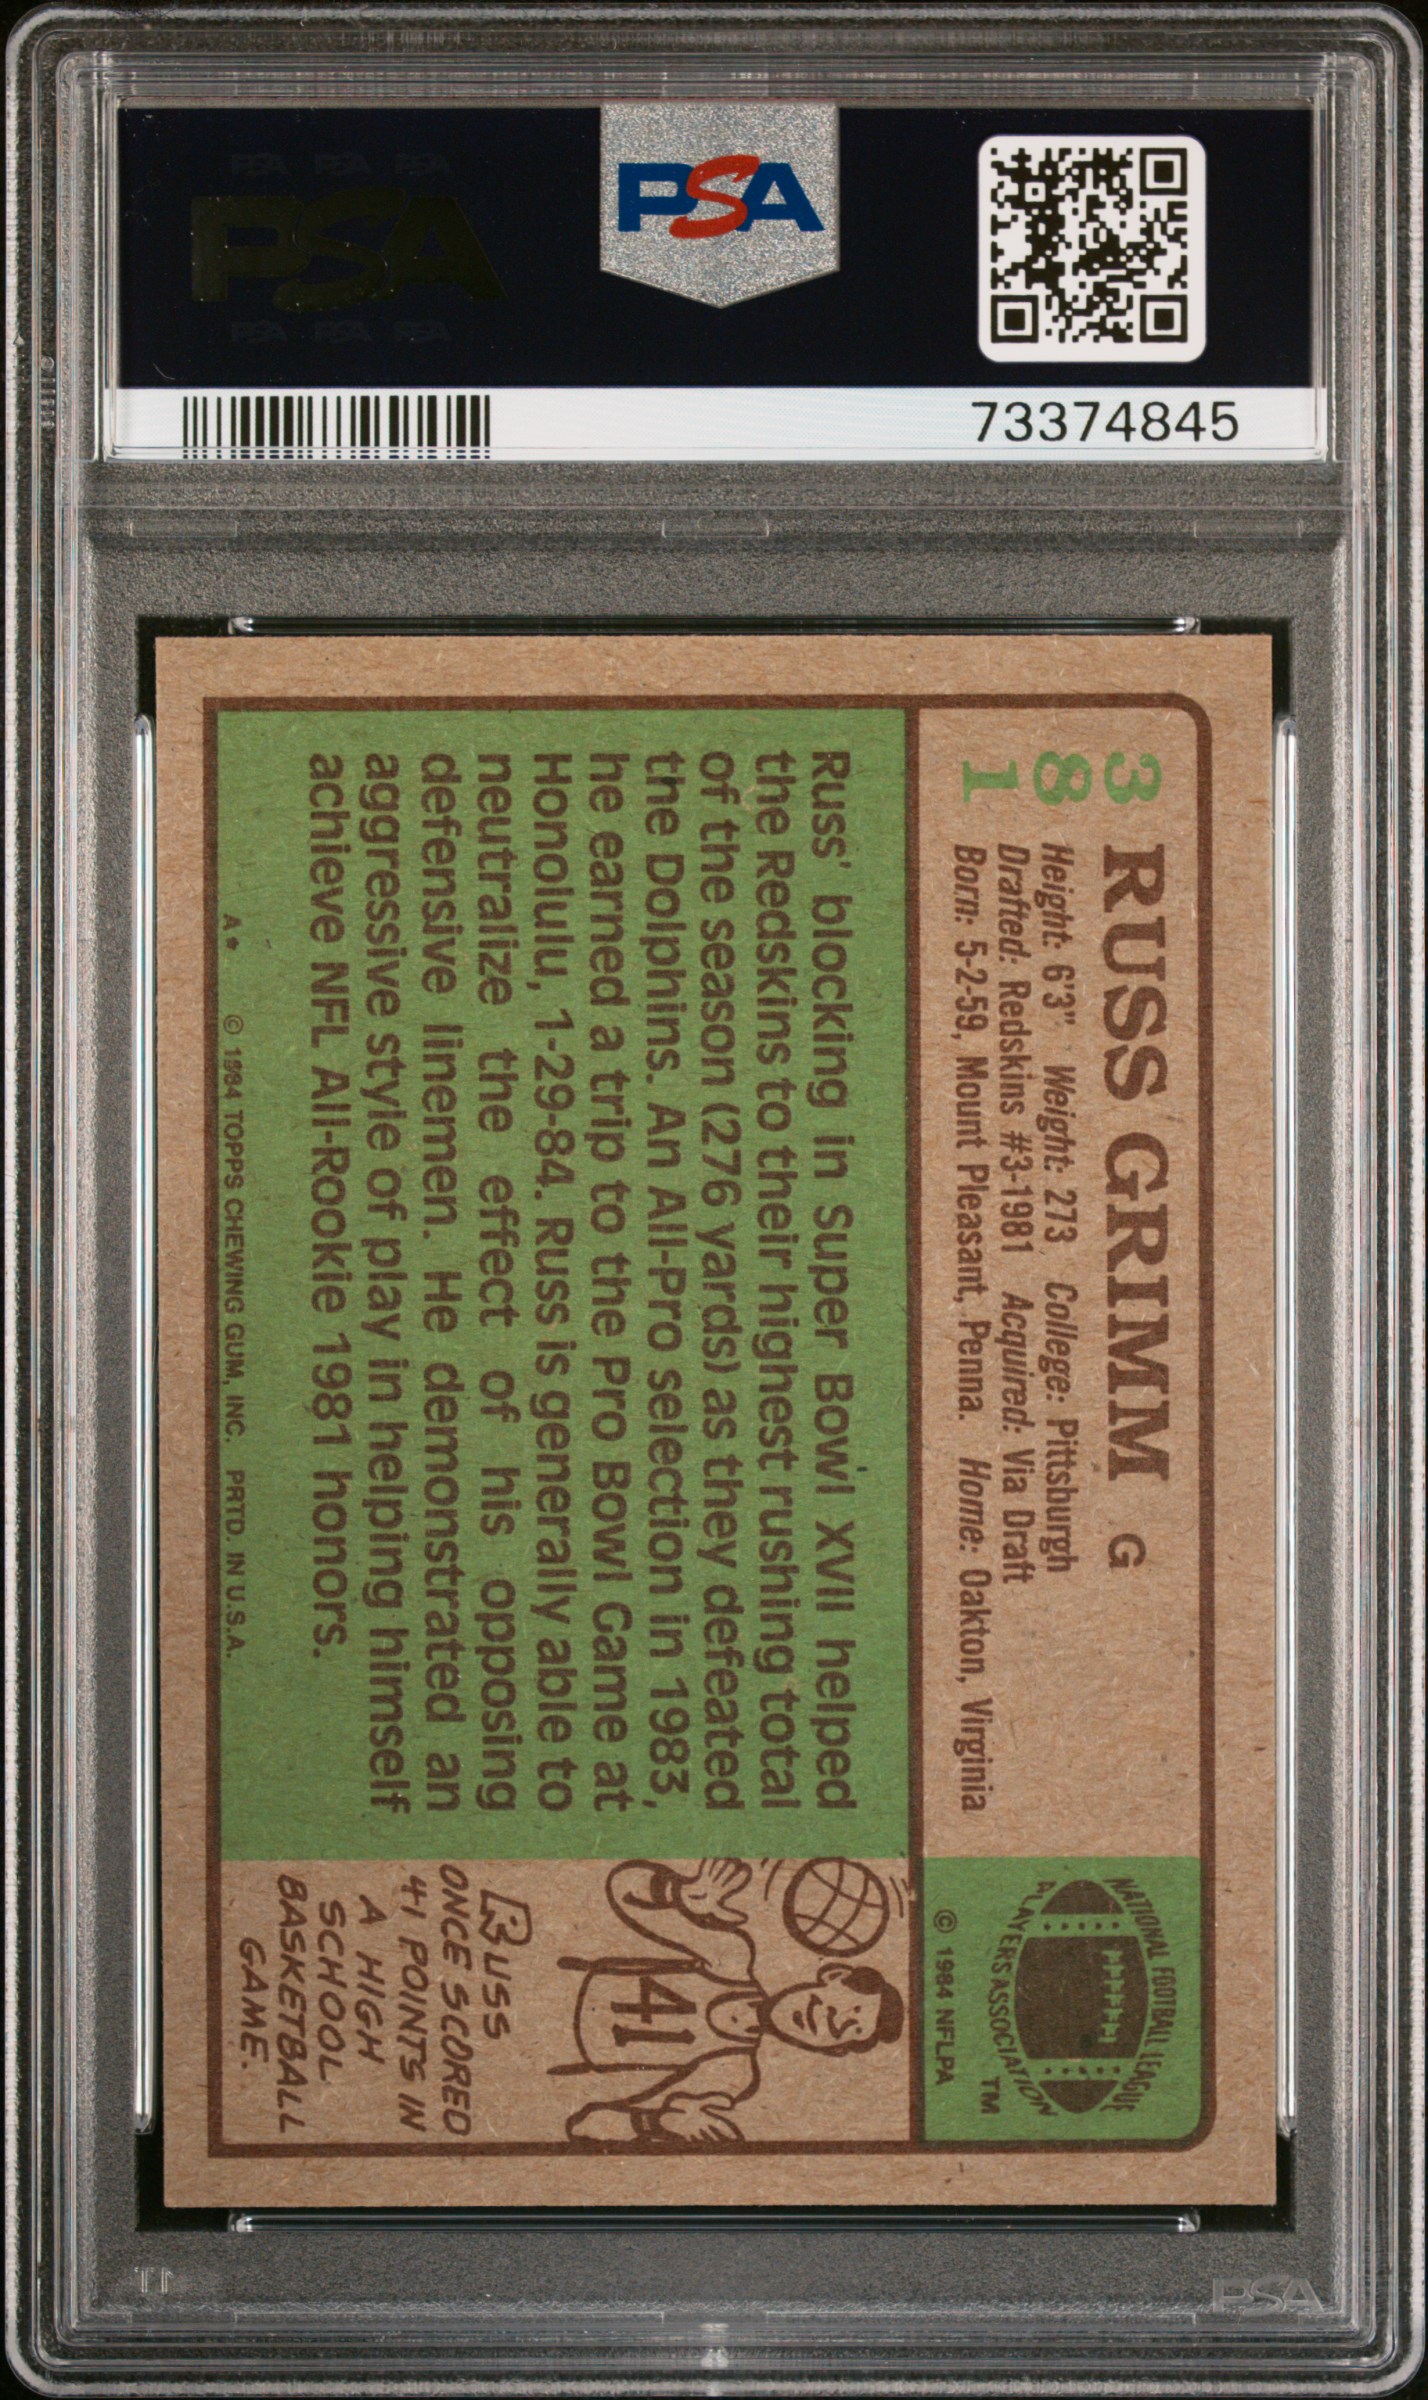 PSA PSA PSA
PSA
PSA PSA PSA
PSA
73374845
381
RUSS GRIMM G
Height: 6'3" Weight: 273 College: Pittsburgh
Drafted: Redskins #3-1981 Acquired: Via Draft
Born: 5-2-59, Mount Pleasant, Penna. Home: Oakton, Virginia
NATIONAL FOOTBALL LEAGUE
PLAYERS ASSOCIATION
TM
© 1984 NFLPA
Russ' blocking in Super Bowl XVII helped
the Redskins to their highest rushing total
of the season (276 yards) as they defeated
the Dolphins. An All-Pro selection in 1983,
he earned a trip to the Pro Bowl Game at
Honolulu, 1-29-84. Russ is generally able to
neutralize the effect of his opposing
defensive linemen. He demonstrated an
aggressive style of play in helping himself
achieve NFL All-Rookie 1981 honors.
A* © 1984 TOPPS CHEWING GUM, INC. PRTD. IN U.S.A.
41
RUSS
ONCE SCORED
41 POINTS IN
A HIGH
SCHOOL
BASKETBALL
GAME.
PSA